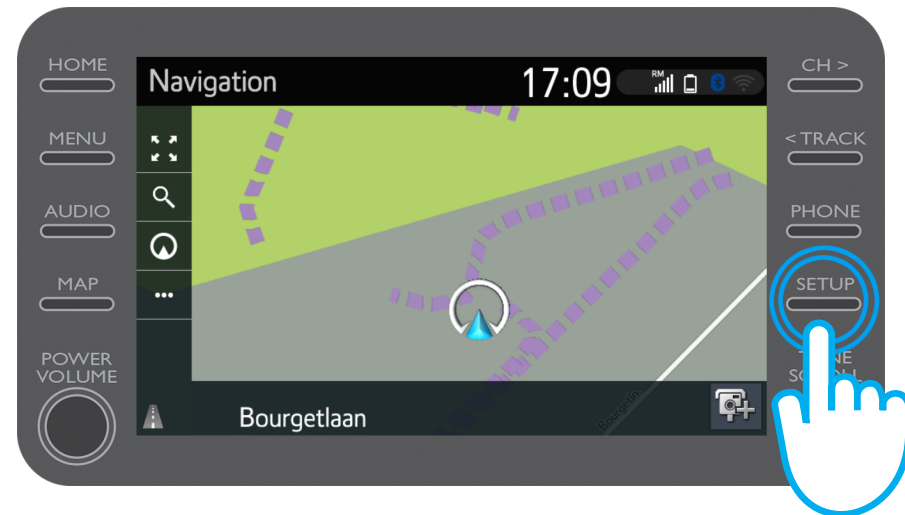 HOME
MENU
AUDIO
MAP
POWER
VOLUME
Navigation
17:09
RM
Bourgetlaan
CH >
< TRACK
PHONE
SETUP